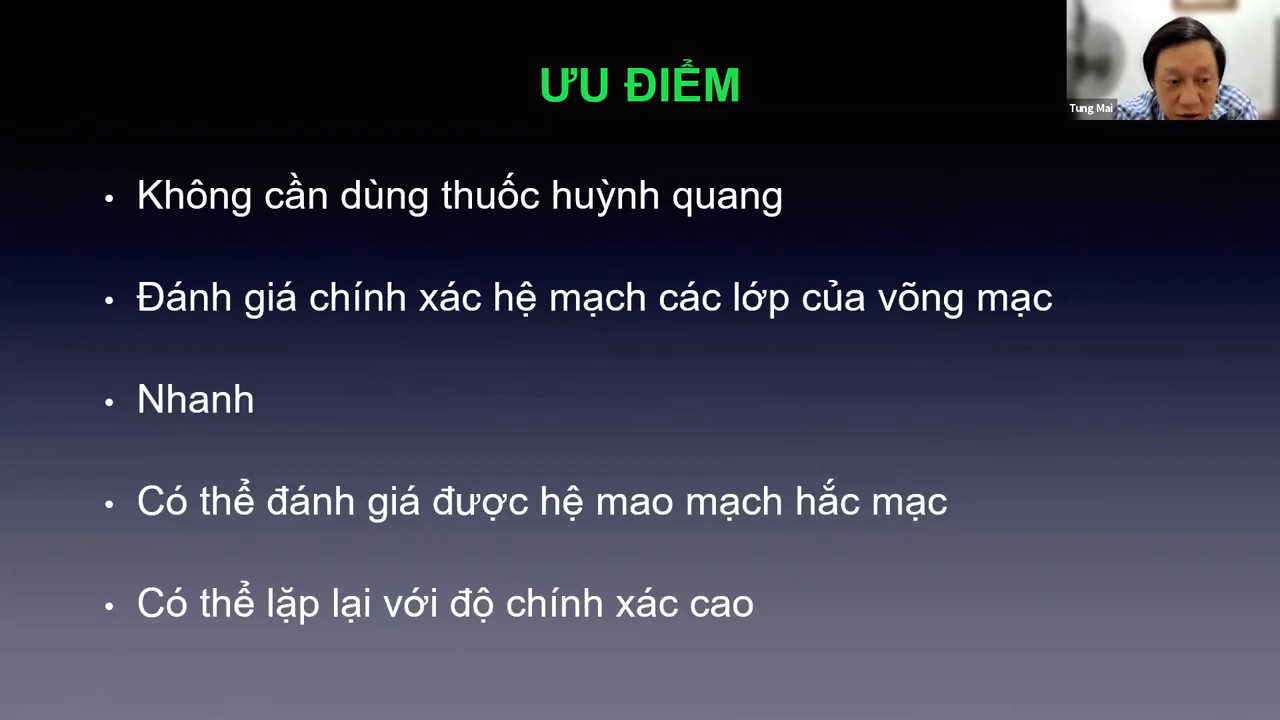 ƯU ĐIỂM
Tung Mai
• Không cần dùng thuốc huỳnh quang
• Đánh giá chính xác hệ mạch các lớp của võng mạc
• Nhanh
• Có thể đánh giá được hệ mao mạch hắc mạc
• Có thể lặp lại với độ chính xác cao